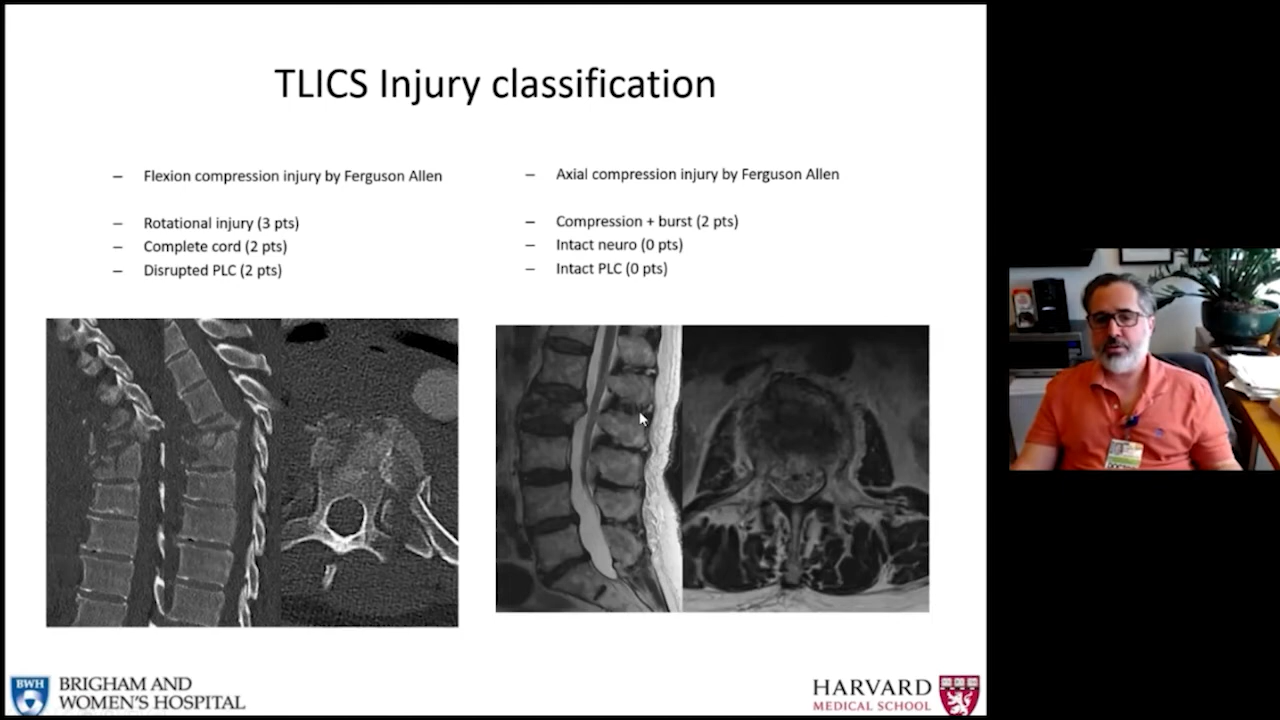 TLICS Injury classification
– Flexion compression injury by Ferguson Allen
– Rotational injury (3 pts)
– Complete cord (2 pts)
– Disrupted PLC (2 pts)
– Axial compression injury by Ferguson Allen
– Compression + burst (2 pts)
– Intact neuro (0 pts)
– Intact PLC (0 pts)
BWH
BRIGHAM AND
WOMEN'S HOSPITAL
HARVARD
MEDICAL SCHOOL